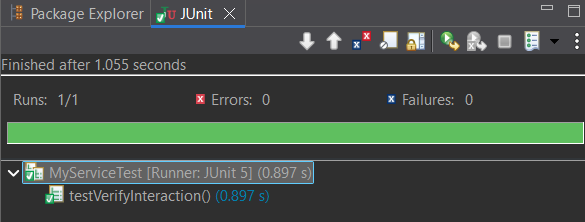 Package Explorer JUnit
Finished after 1.055 seconds
Runs: 1/1 Errors: 0 Failures: 0
MyServiceTest [Runner: JUnit 5] (0.897 s)
testVerifyInteraction() (0.897 s)